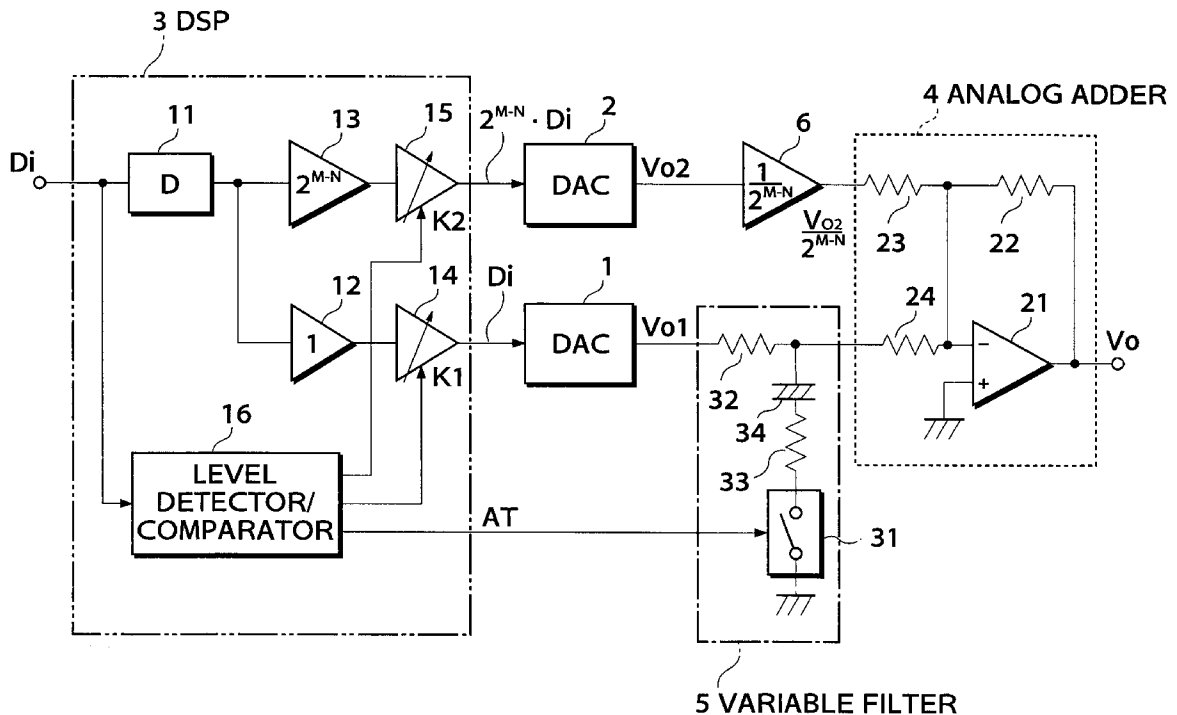 3 DSP
4 ANALOG ADDER
11
13
15
2^{M-N} · Di
2
6
Di
D
2^{M-N}
DAC
Vo2
1/2^{M-N}
K2
V_{O2}/2^{M-N}
23
22
12
14
Di
1
24
21
1
DAC
Vo1
−
Vo
K1
+
32
16
34
LEVEL
DETECTOR/
COMPARATOR
33
AT
31
5 VARIABLE FILTER